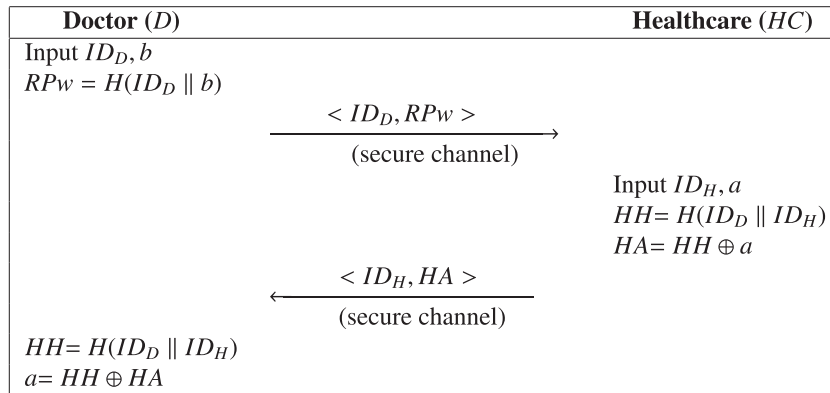 Doctor (D) Healthcare (HC)
Input ID_D, b
RPw = H(ID_D ∥ b)
< ID_D, RPw >
(secure channel)
Input ID_H, a
HH= H(ID_D ∥ ID_H)
HA= HH ⊕ a
< ID_H, HA >
(secure channel)
HH= H(ID_D ∥ ID_H)
a= HH ⊕ HA